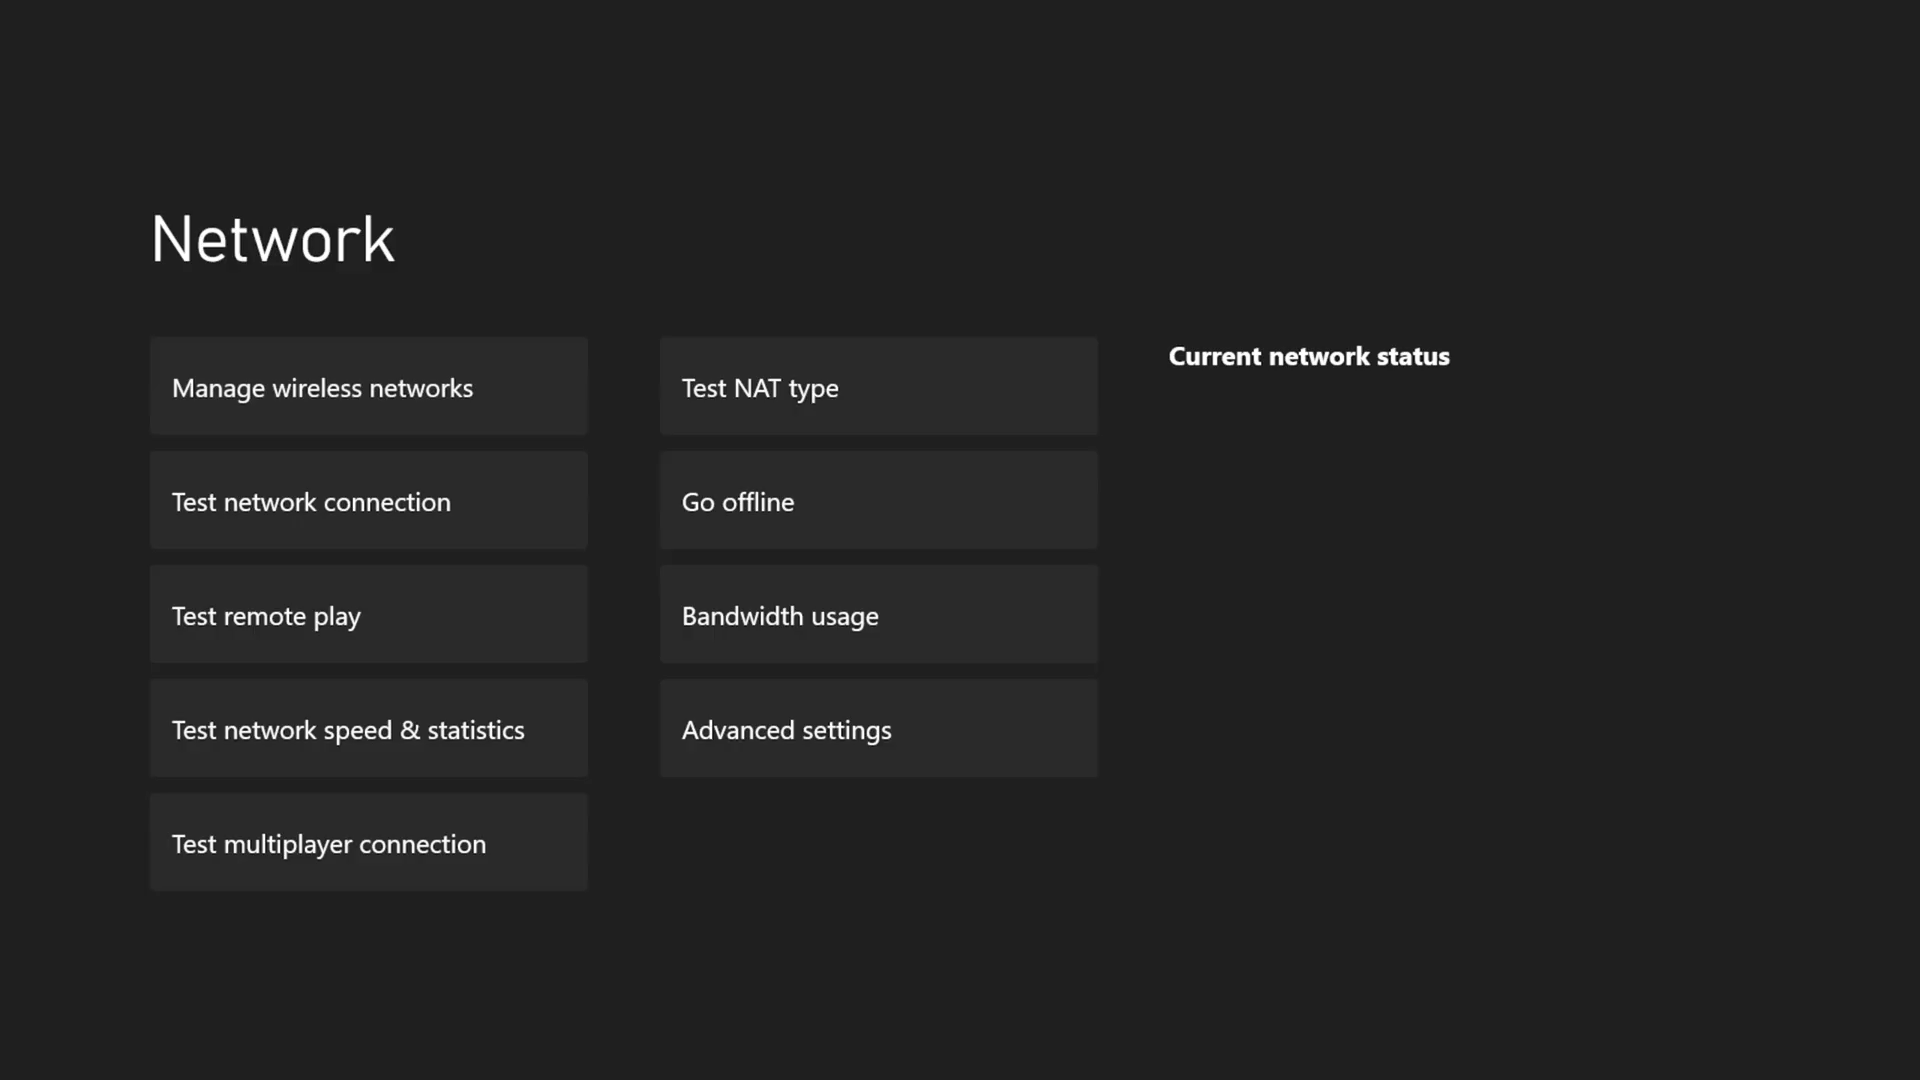 Network
Manage wireless networks
Test network connection
Test remote play
Test network speed & statistics
Test multiplayer connection
Test NAT type
Go offline
Bandwidth usage
Advanced settings
Current network status